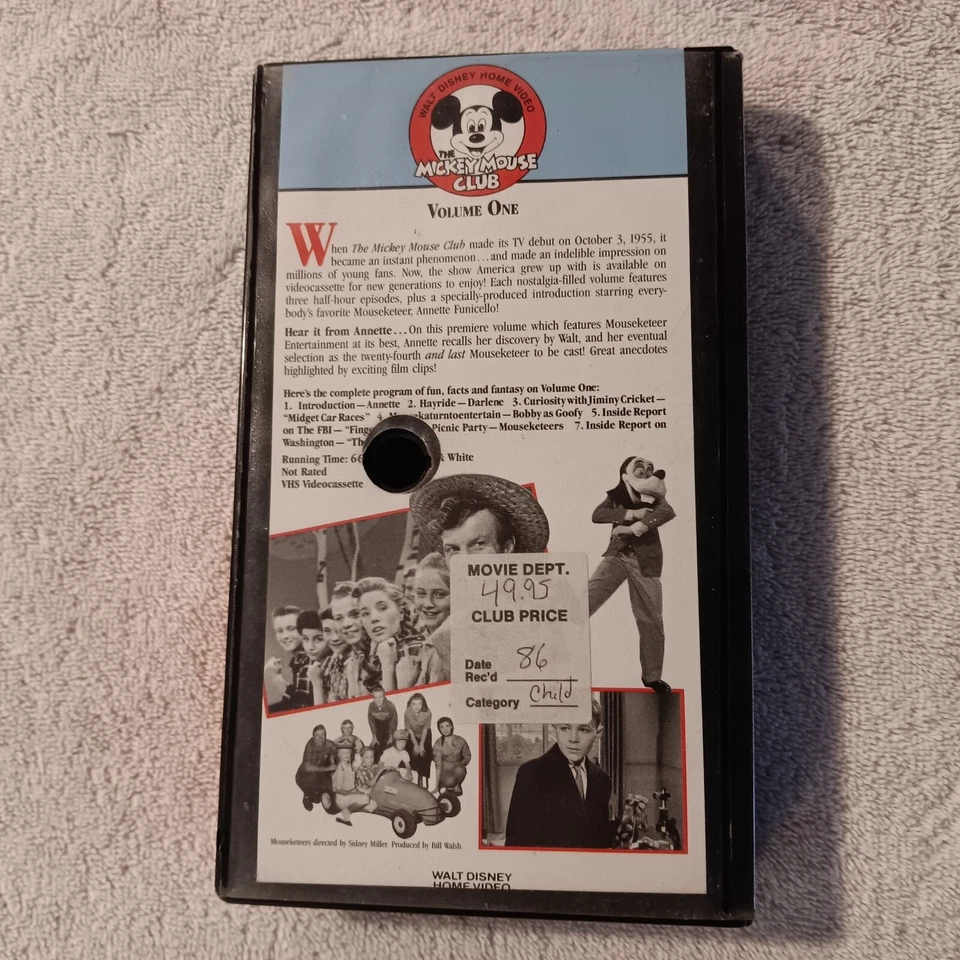 WALT DISNEY HOME VIDEO
THE
MICKEY MOUSE
CLUB
VOLUME ONE
When The Mickey Mouse Club made its TV debut on October 3, 1955, it
became an instant phenomenon...and made an indelible impression on
millions of young fans. Now, the show America grew up with is available on
videocassette for new generations to enjoy! Each nostalgia-filled volume features
three half-hour episodes, plus a specially-produced introduction starring every-
body's favorite Mouseketeer, Annette Funicello!
Hear it from Annette...On this premiere volume which features Mouseketeer
Entertainment at its best, Annette recalls her discovery by Walt, and her eventual
selection as the twenty-fourth and last Mouseketeer to be cast! Great anecdotes
highlighted by exciting film clips!
Here's the complete program of fun, facts and fantasy on Volume One:
1. Introduction—Annette 2. Hayride—Darlene 3. Curiosity with Jiminy Cricket—
"Midget Car Races" 4. Mousekaturntoentertain—Bobby as Goofy 5. Inside Report
on The FBI—"Finge Picnic Party—Mouseketeers 7. Inside Report on
Washington—"Th
Running Time: 66 & White
Not Rated
VHS Videocassette
MOVIE DEPT.
49.95
CLUB PRICE
Date 86
Rec'd
Category Child
Mouseketeers directed by Sidney Miller. Produced by Bill Walsh.
WALT DISNEY
HOME VIDEO